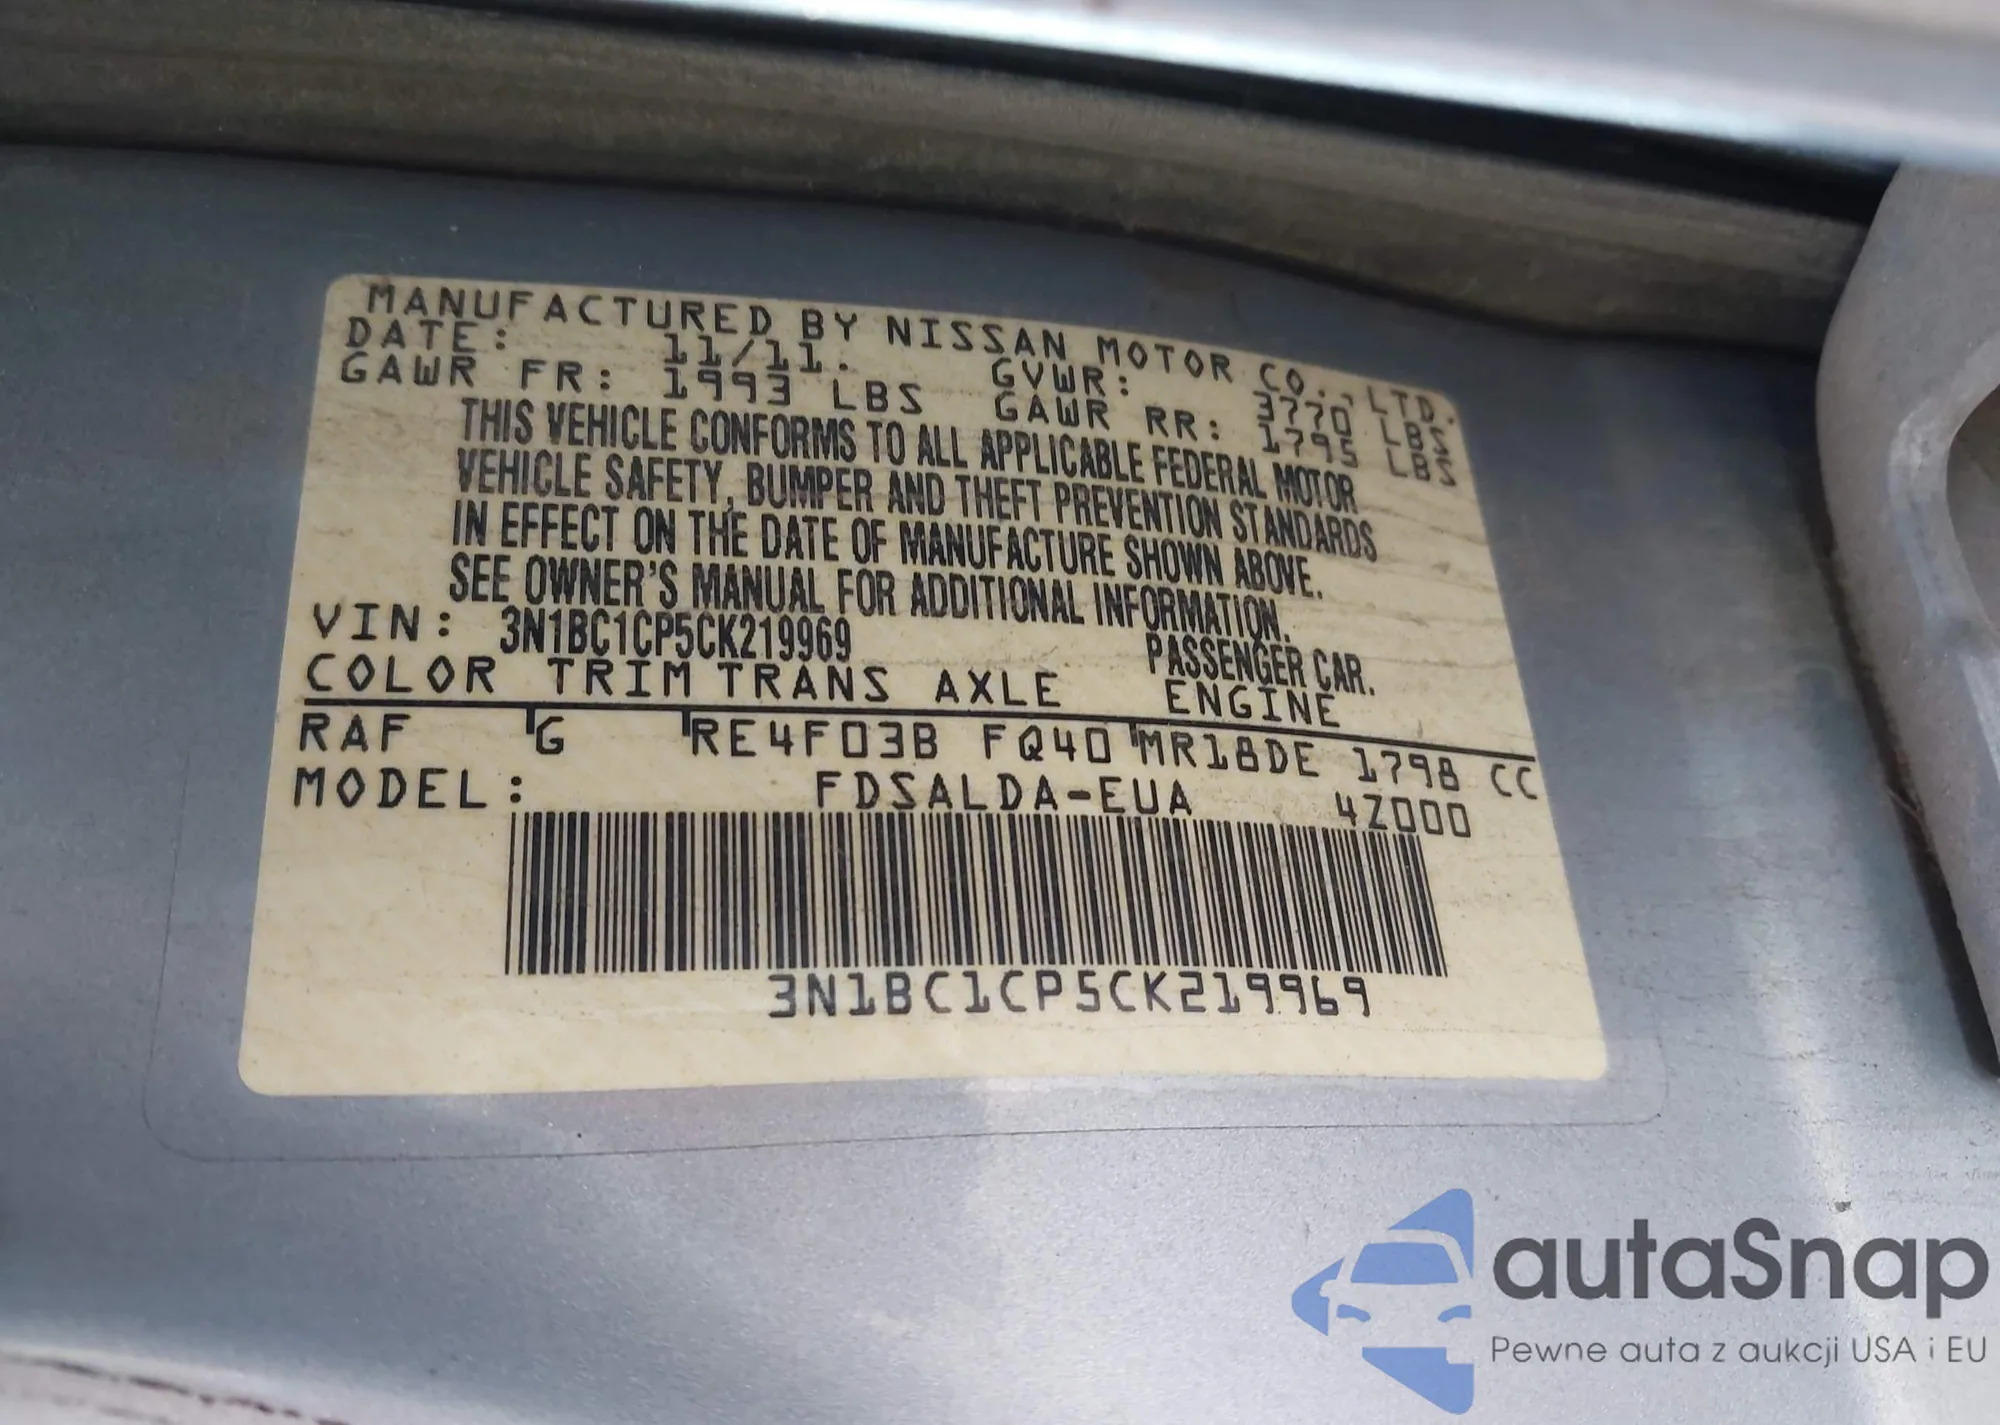 MANUFACTURED BY NISSAN MOTOR CO., LTD.
DATE: 11/11. GVWR: 3770 LBS
GAWR FR: 1993 LBS GAWR RR: 1795 LBS
THIS VEHICLE CONFORMS TO ALL APPLICABLE FEDERAL MOTOR
VEHICLE SAFETY, BUMPER AND THEFT PREVENTION STANDARDS
IN EFFECT ON THE DATE OF MANUFACTURE SHOWN ABOVE.
SEE OWNER'S MANUAL FOR ADDITIONAL INFORMATION.
VIN: 3N1BC1CP5CK219969 PASSENGER CAR.
COLOR TRIM TRANS AXLE ENGINE
RAF G RE4F03B FQ40 MR18DE 1798 CC
MODEL: FDSALDA-EUA 4Z000
3N1BC1CP5CK219969
autaSnap
Pewne auta z aukcji USA i EU